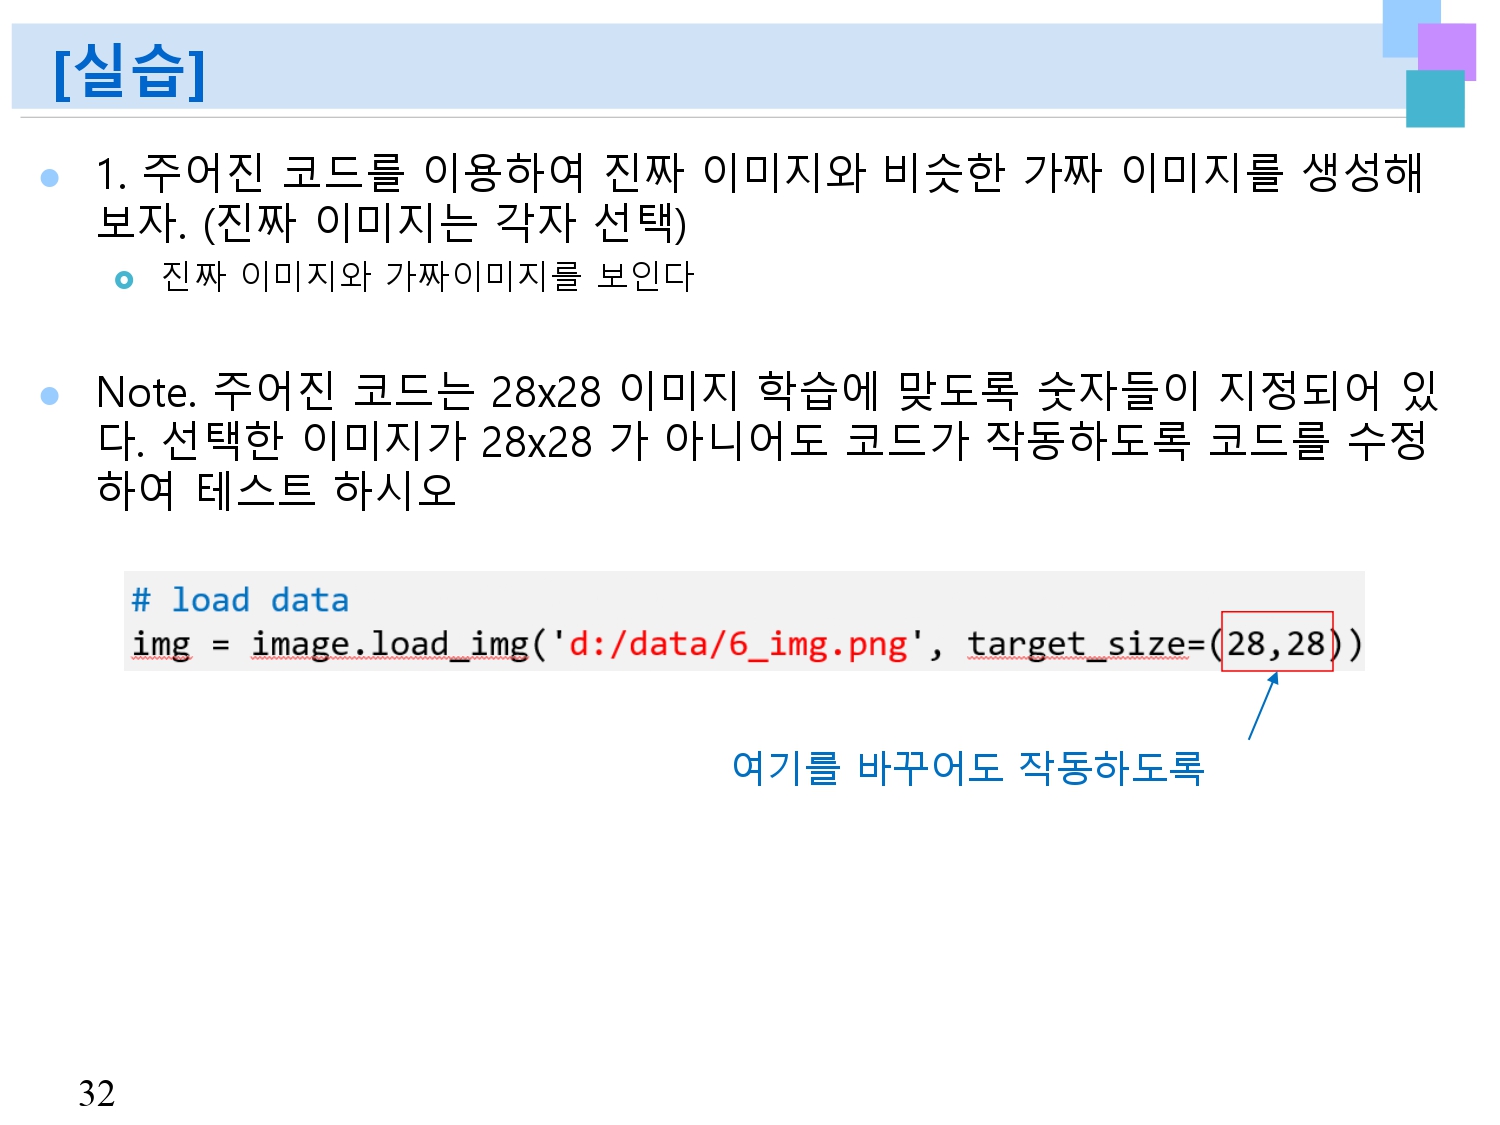 [실습]
1. 주어진 코드를 이용하여 진짜 이미지와 비슷한 가짜 이미지를 생성해
보자. (진짜 이미지는 각자 선택)
진짜 이미지와 가짜이미지를 보인다
Note. 주어진 코드는 28x28 이미지 학습에 맞도록 숫자들이 지정되어 있
다. 선택한 이미지가 28x28 가 아니어도 코드가 작동하도록 코드를 수정
하여 테스트 하시오
# load data
img = image.load_img('d:/data/6_img.png', target_size=(28,28))
여기를 바꾸어도 작동하도록
32